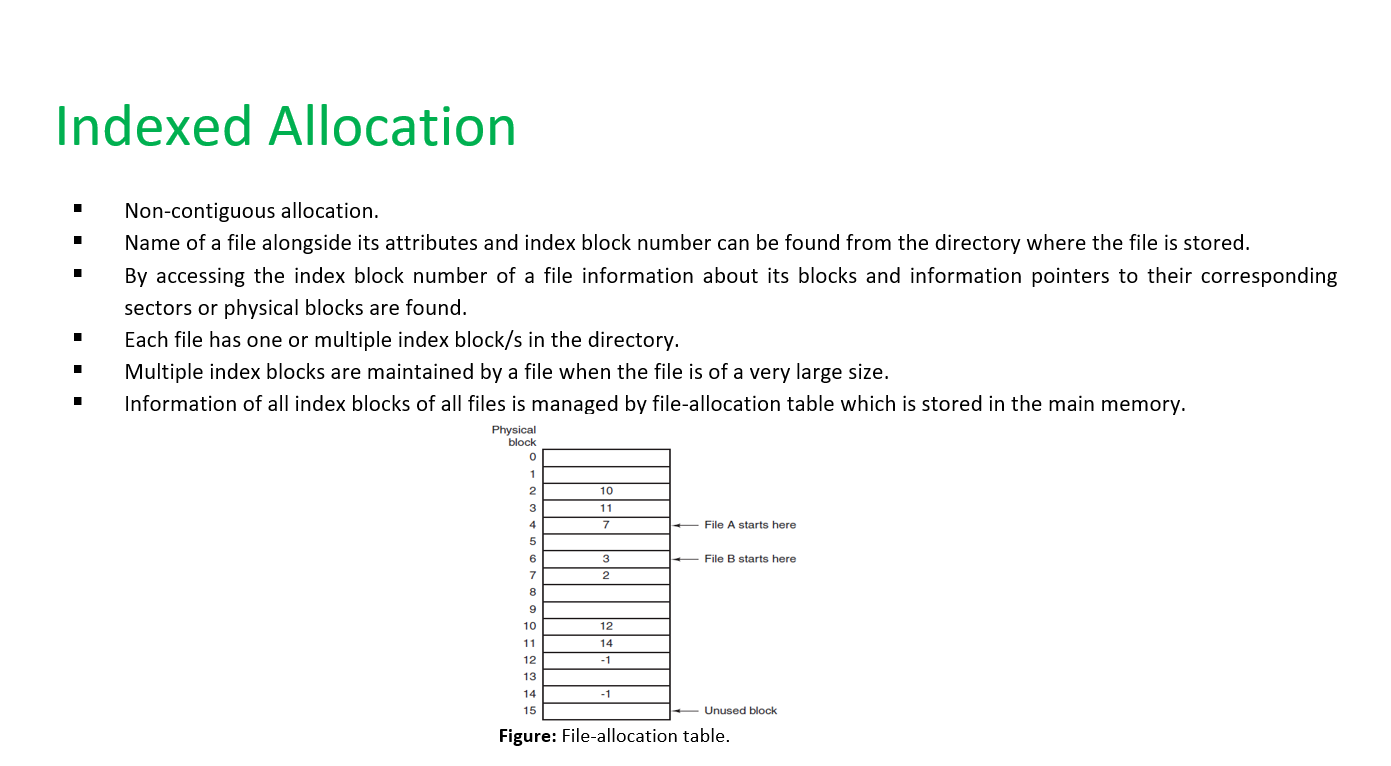 Indexed Allocation
▪ Non-contiguous allocation.
▪ Name of a file alongside its attributes and index block number can be found from the directory where the file is stored.
▪ By accessing the index block number of a file information about its blocks and information pointers to their corresponding
sectors or physical blocks are found.
▪ Each file has one or multiple index block/s in the directory.
▪ Multiple index blocks are maintained by a file when the file is of a very large size.
▪ Information of all index blocks of all files is managed by file-allocation table which is stored in the main memory.
Physical
block
0
1
2 10
3 11
4 7 File A starts here
5
6 3 File B starts here
7 2
8
9
10 12
11 14
12 -1
13
14 -1
15 Unused block
Figure: File-allocation table.